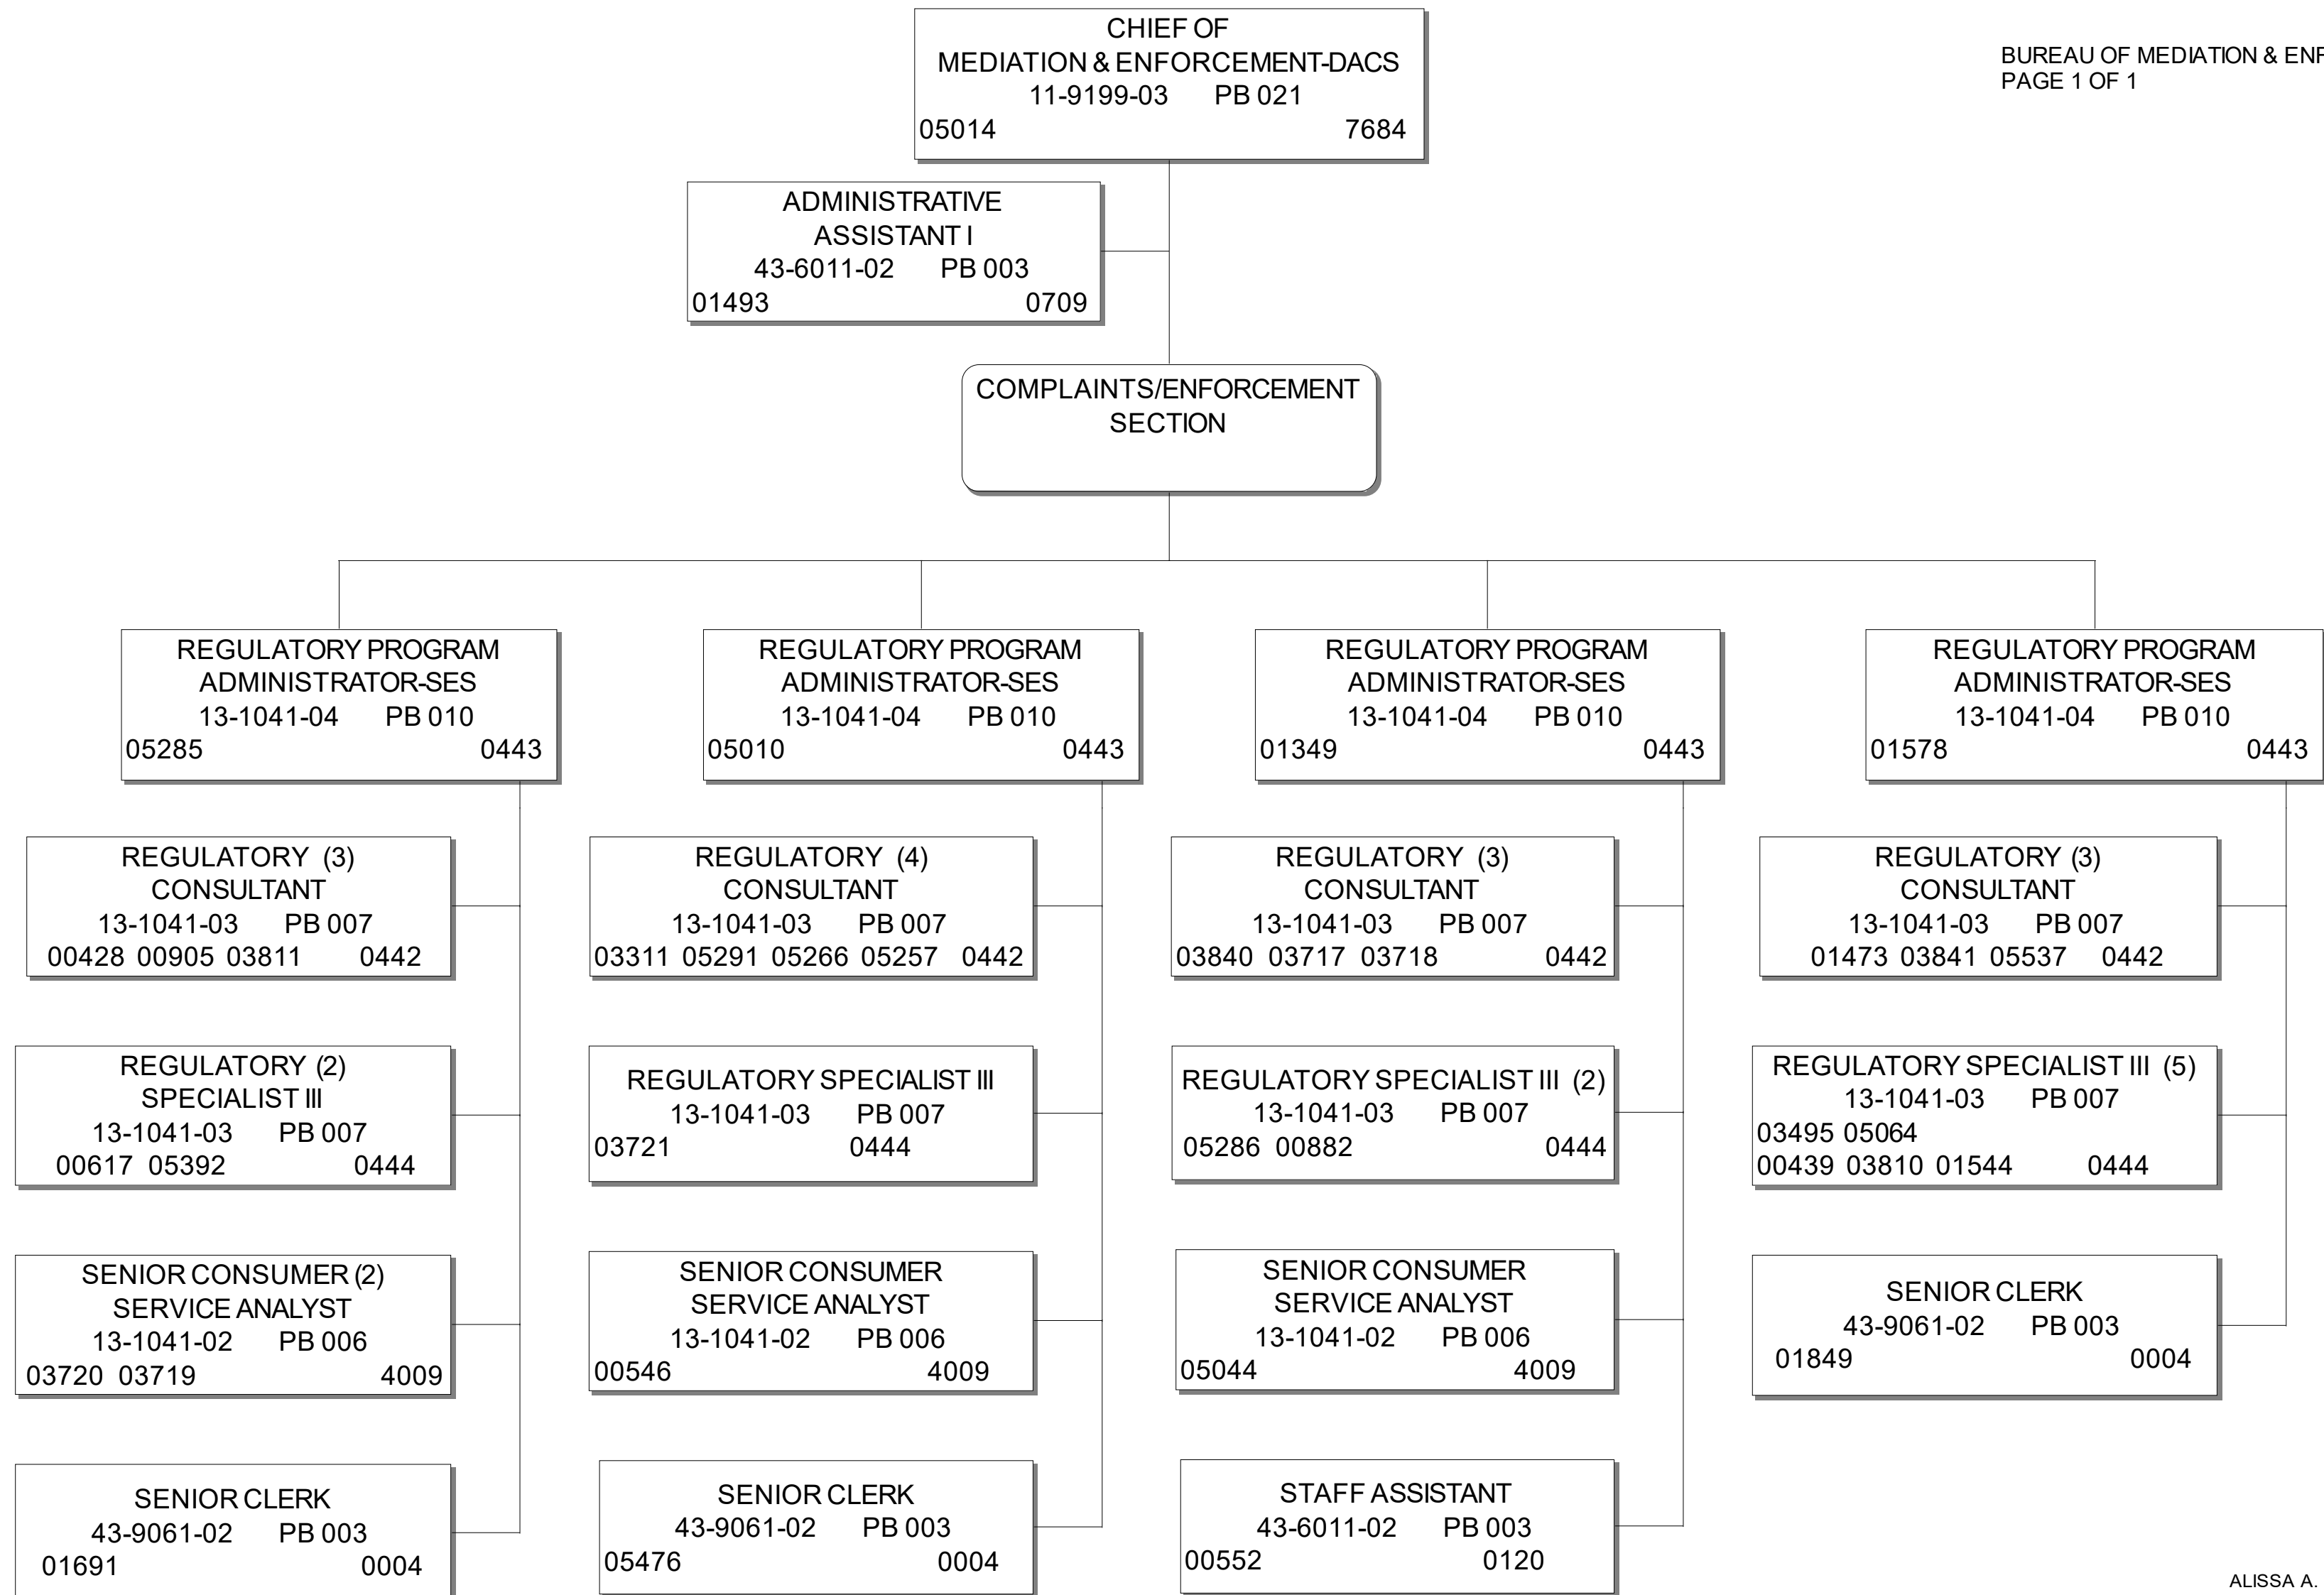 CHIEF OF
MEDIATION & ENFORCEMENT-DACS
11-9199-03 PB 021
05014 7684
BUREAU OF MEDIATION &
PAGE 1 OF 1
ADMINISTRATIVE
ASSISTANT I
43-6011-02 PB 003
01493 0709
COMPLAINTS/ENFORCEMENT
SECTION
REGULATORY PROGRAM
ADMINISTRATOR-SES
13-1041-04 PB 010
05285 0443
REGULATORY PROGRAM
ADMINISTRATOR-SES
13-1041-04 PB 010
05010 0443
REGULATORY PROGRAM
ADMINISTRATOR-SES
13-1041-04 PB 010
01349 0443
REGULATORY PROGRAM
ADMINISTRATOR-SES
13-1041-04 PB 010
01578 0443
REGULATORY (3)
CONSULTANT
13-1041-03 PB 007
00428 00905 03811 0442
REGULATORY (4)
CONSULTANT
13-1041-03 PB 007
03311 05291 05266 05257 0442
REGULATORY (3)
CONSULTANT
13-1041-03 PB 007
03840 03717 03718 0442
REGULATORY (3)
CONSULTANT
13-1041-03 PB 007
01473 03841 05537 0442
REGULATORY (2)
SPECIALIST III
13-1041-03 PB 007
00617 05392 0444
REGULATORY SPECIALIST III
13-1041-03 PB 007
03721 0444
REGULATORY SPECIALIST III (2)
13-1041-03 PB 007
05286 00882 0444
REGULATORY SPECIALIST III (5)
13-1041-03 PB 007
03495 05064
00439 03810 01544 0444
SENIOR CONSUMER (2)
SERVICE ANALYST
13-1041-02 PB 006
03720 03719 4009
SENIOR CONSUMER
SERVICE ANALYST
13-1041-02 PB 006
00546 4009
SENIOR CONSUMER
SERVICE ANALYST
13-1041-02 PB 006
05044 4009
SENIOR CLERK
43-9061-02 PB 003
01849 0004
SENIOR CLERK
43-9061-02 PB 003
01691 0004
SENIOR CLERK
43-9061-02 PB 003
05476 0004
STAFF ASSISTANT
43-6011-02 PB 003
00552 0120
ALISSA A.